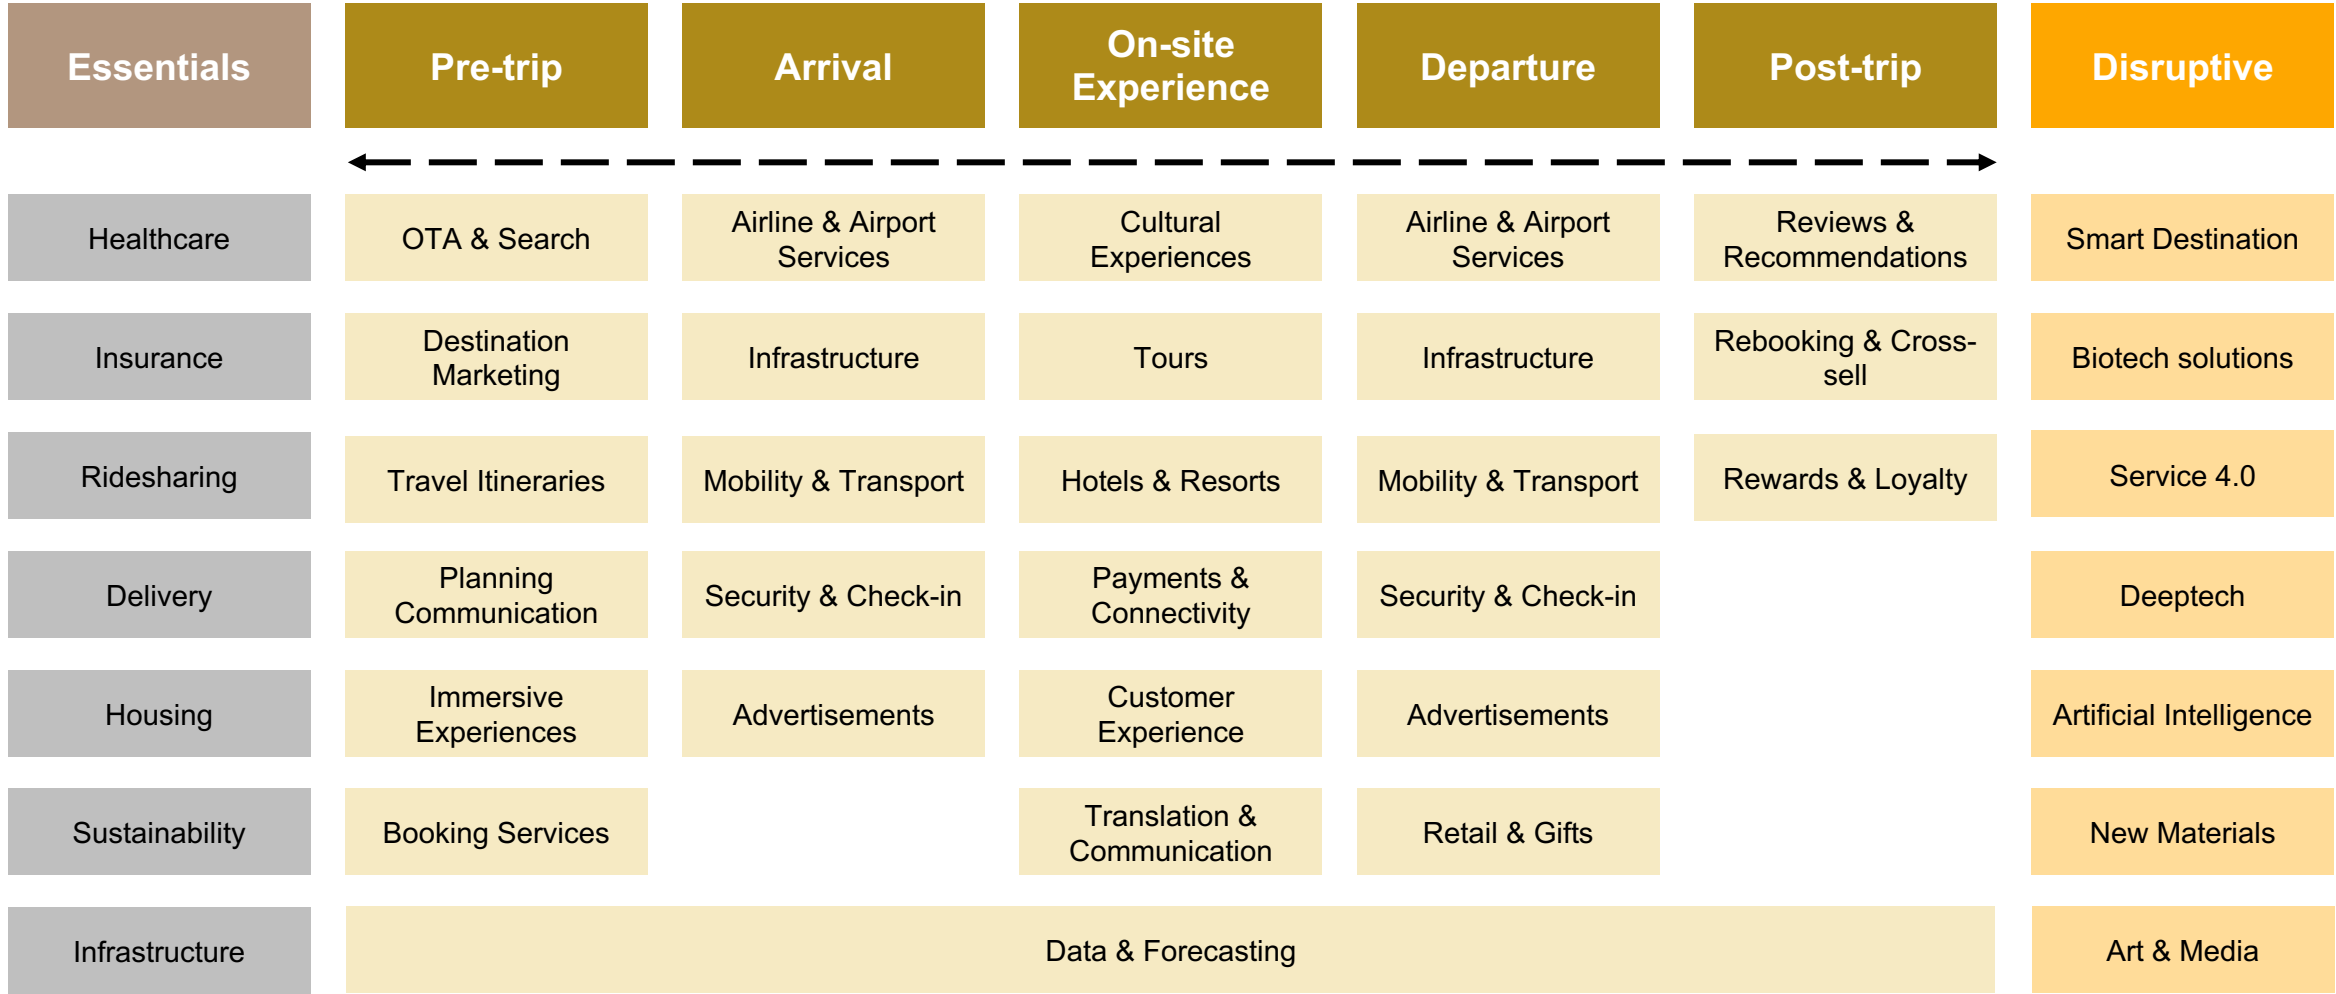 Essentials
Pre-trip
Arrival
On-site
Experience
Departure
Post-trip
Disruptive
Healthcare
OTA & Search
Airline & Airport
Services
Cultural
Experiences
Airline & Airport
Services
Reviews &
Recommendations
Smart Destination
Insurance
Destination
Marketing
Infrastructure
Tours
Infrastructure
Rebooking & Cross-
sell
Biotech solutions
Ridesharing
Travel Itineraries
Mobility & Transport
Hotels & Resorts
Mobility & Transport
Rewards & Loyalty
Service 4.0
Delivery
Planning
Communication
Security & Check-in
Payments &
Connectivity
Security & Check-in
Deeptech
Housing
Immersive
Experiences
Advertisements
Customer
Experience
Advertisements
Artificial Intelligence
Sustainability
Booking Services
Translation &
Communication
Retail & Gifts
New Materials
Infrastructure
Data & Forecasting
Art & Media